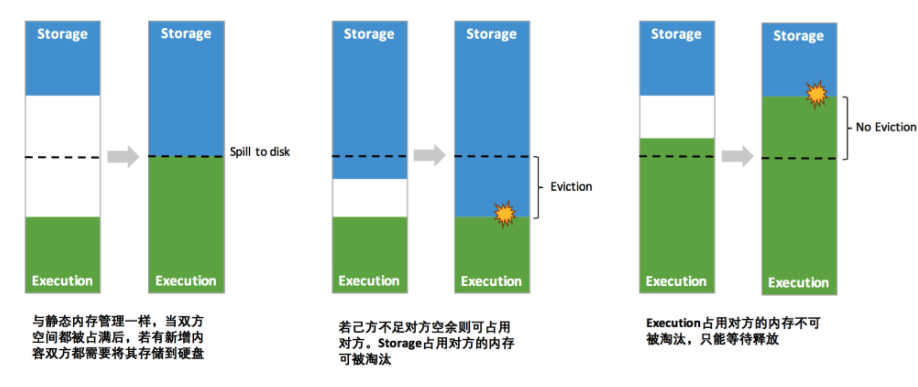 Storage
Storage
Spill to disk
Execution
Execution
与静态内存管理一样，当双方
空间都被占满后，若有新增内
容双方都需要将其存储到硬盘
Storage
Storage
Eviction
Execution
Execution
若己方不足对方空余则可占用
对方。Storage占用对方的内存
可被淘汰
Storage
Storage
No Eviction
Execution
Execution
Execution占用对方的内存不可
被淘汰，只能等待释放